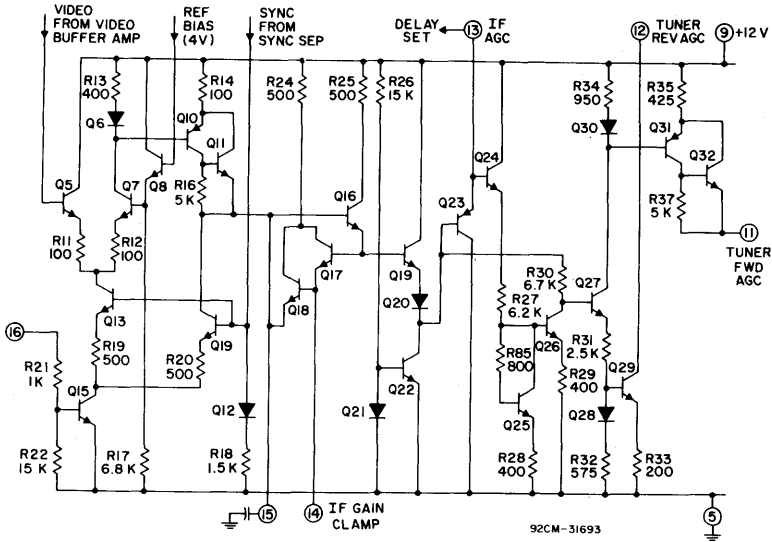 VIDEO
FROM VIDEO
BUFFER AMP
REF
BIAS
(4V)
SYNC
FROM
SYNC SEP
DELAY
SET
13
IF
AGC
12
TUNER
REV AGC
9
+12 V
R13
400
R14
100
R24
500
R25
500
R26
15 K
R34
950
R35
425
Q6
Q10
Q11
Q30
Q31
Q32
Q5
Q7
Q8
R16
5 K
Q16
Q23
Q24
R37
5 K
11
TUNER
FWD
AGC
R11
100
R12
100
Q17
Q19
Q18
Q20
R30
6.7 K
Q27
R27
6.2 K
Q26
Q13
Q19
16
R19
500
R20
500
R21
1K
Q15
Q12
Q21
Q22
R85
800
Q25
R29
400
R31
2.5 K
Q29
Q28
R22
15 K
R17
6.8 K
R18
1.5 K
R28
400
R32
575
R33
200
15
14
IF GAIN
CLAMP
92CM-31693
5